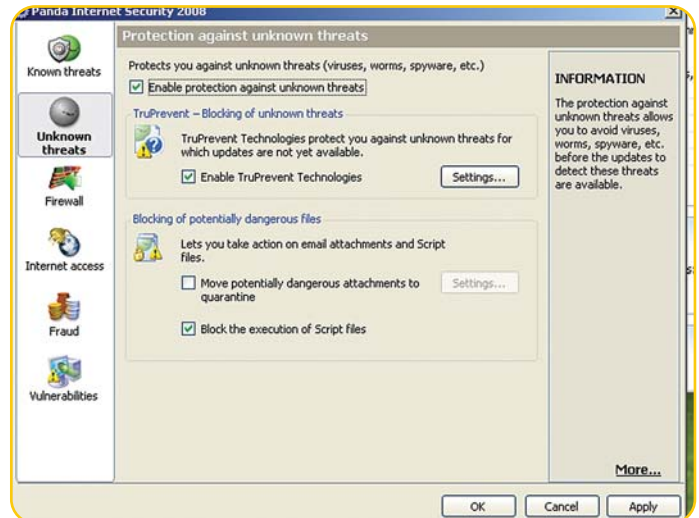 Panda Internet Security 2008
Known threats
Unknown
threats
Firewall
Internet access
Fraud
Vulnerabilities
Protection against unknown threats
Protects you against unknown threats (viruses, worms, spyware, etc.)
Enable protection against unknown threats
TruPrevent – Blocking of unknown threats
TruPrevent Technologies protect you against unknown threats for
which updates are not yet available.
Enable TruPrevent Technologies
Settings...
Blocking of potentially dangerous files
Lets you take action on email attachments and Script
files.
Move potentially dangerous attachments to
quarantine
Settings...
Block the execution of Script files
INFORMATION
The protection against
unknown threats allows
you to avoid viruses,
worms, spyware, etc.
before the updates to
detect these threats
are available.
More...
OK
Cancel
Apply